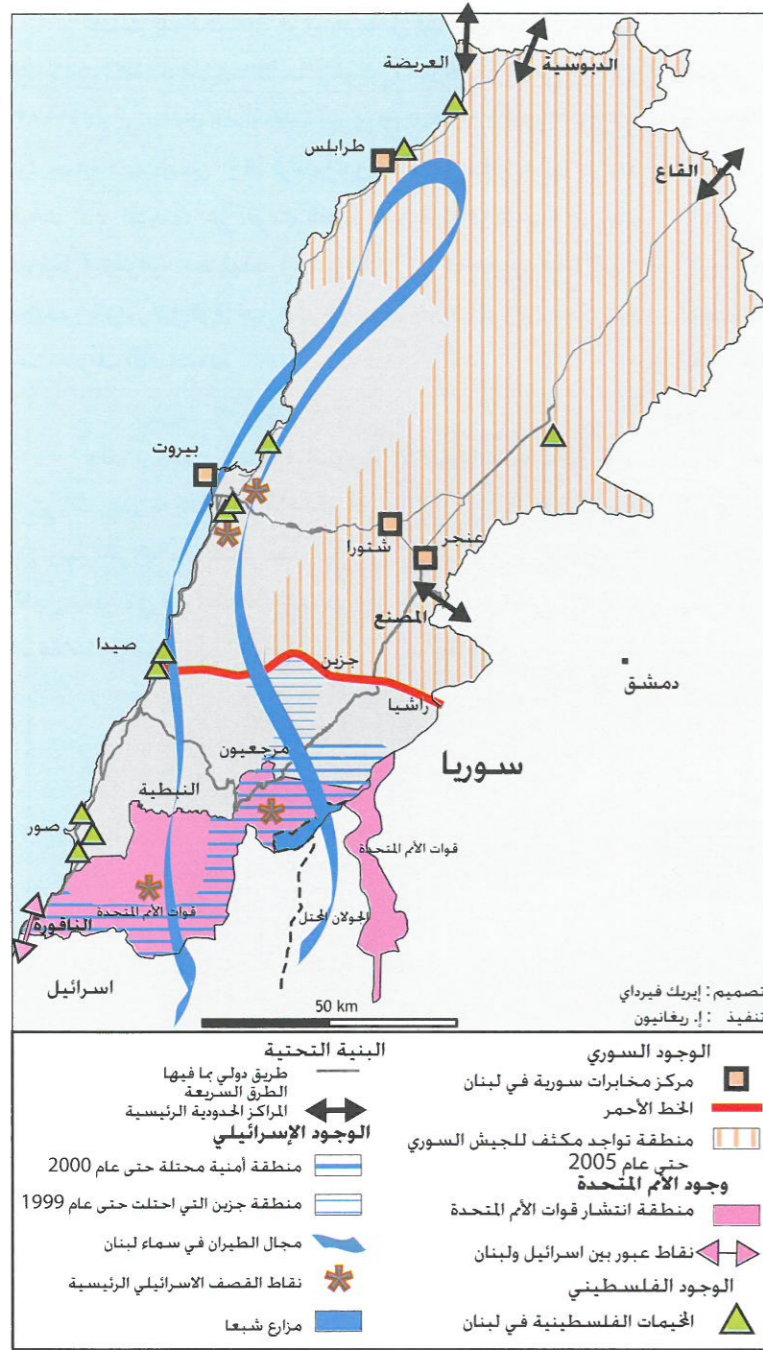 العريضة
الدبوسية
طرابلس
القاع
بيروت
شتورا
عنجر
المصنع
صيدا
جزين
راشيا
دمشق
سوريا
مرجعيون
النبطية
صور
قوات الأمم المتحدة
قوات الأمم المتحدة
الناقورة
الجولان المحتل
اسرائيل
50 km
تصميم : إيريك فيرداي
تنفيذ : إ. ريغانيون
الوجود السوري
مركز مخابرات سورية في لبنان
الخط الأحمر
منطقة تواجد مكثف للجيش السوري
حتى عام 2005
وجود الأمم المتحدة
منطقة انتشار قوات الأمم المتحدة
نقاط عبور بين اسرائيل ولبنان
الوجود الفلسطيني
الخيمات الفلسطينية في لبنان
البنية التحتية
طريق دولي بما فيها
الطرق السريعة
المراكز الحدودية الرئيسية
الوجود الإسرائيلي
منطقة أمنية محتلة حتى عام 2000
منطقة جزين التي احتلت حتى عام 1999
مجال الطيران في سماء لبنان
نقاط القصف الاسرائيلي الرئيسية
مزارع شبعا